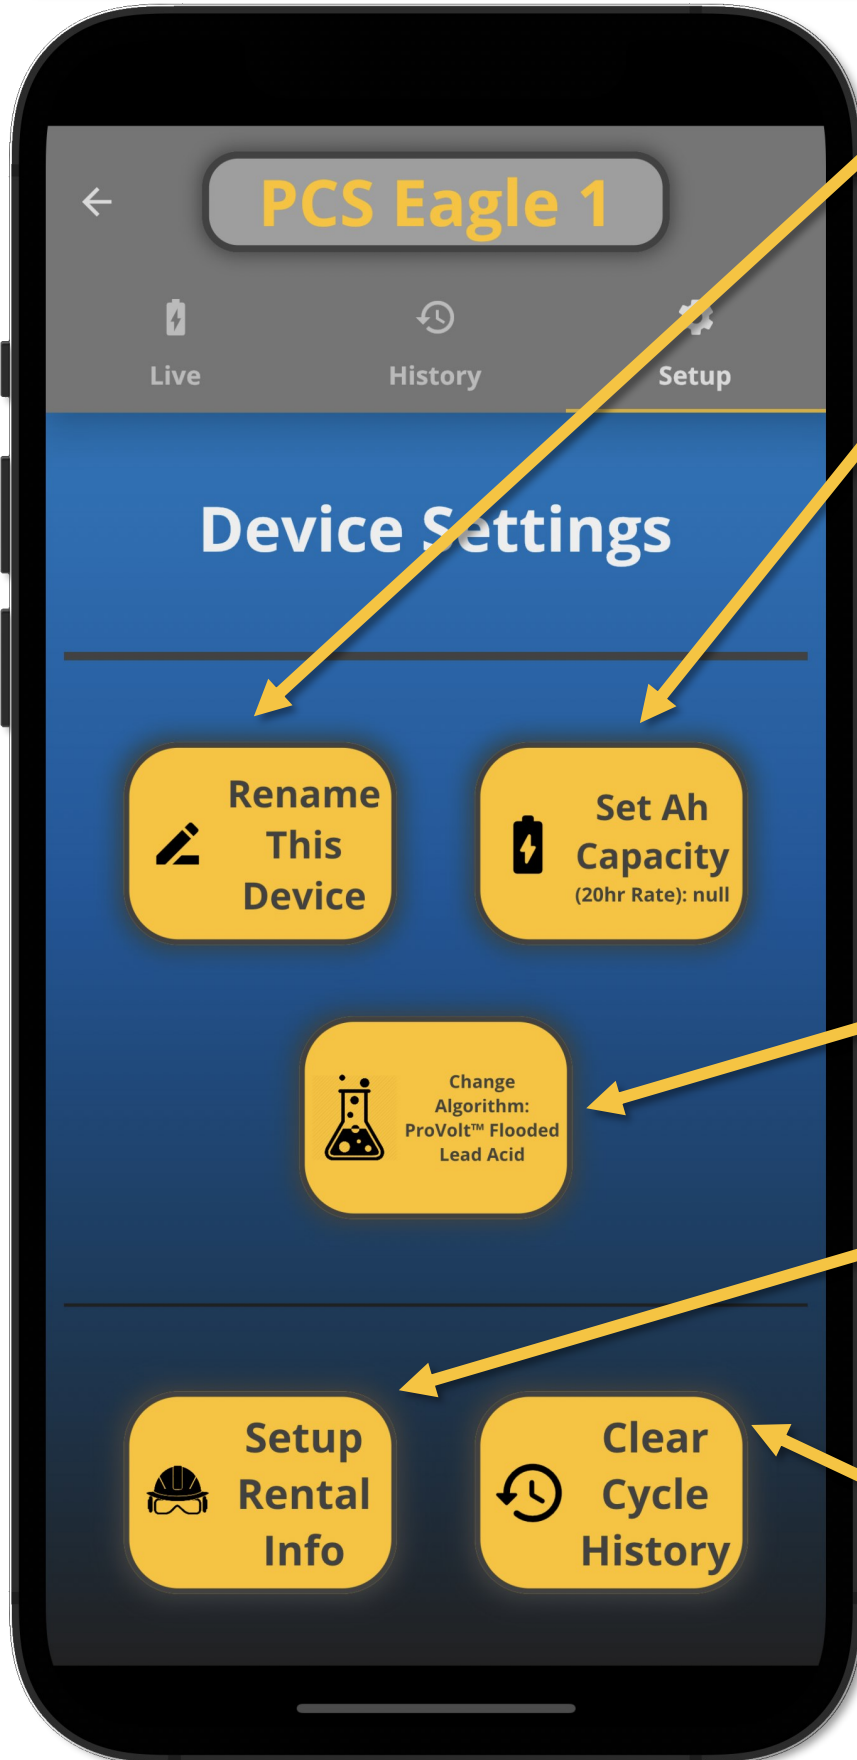 PCS Eagle 1
Live
History
Setup
Device Settings
Rename
This
Device
Set Ah
Capacity
(20hr Rate): null
Change
Algorithm:
ProVolt™ Flooded
Lead Acid
Setup
Rental
Info
Clear
Cycle
History